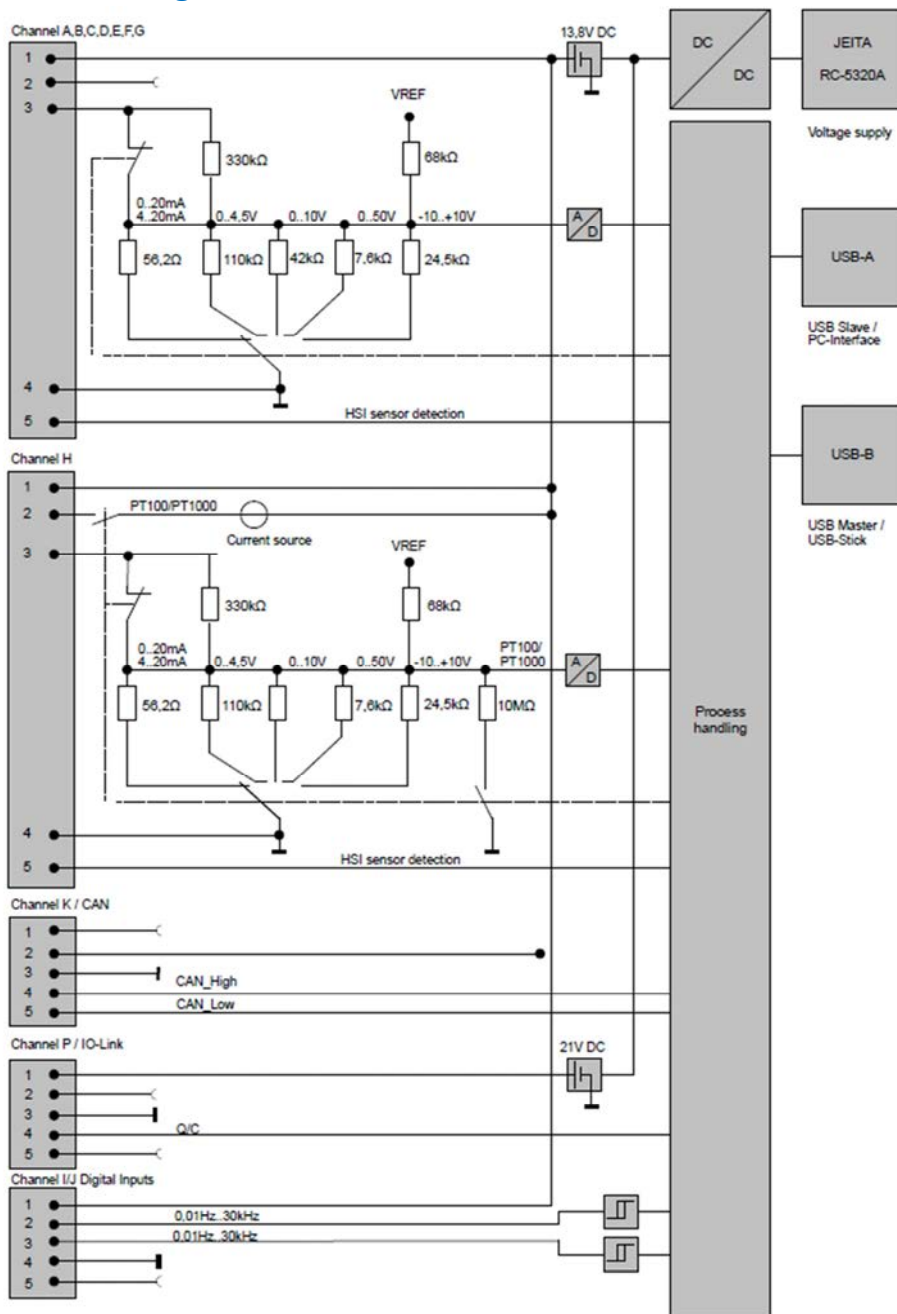 Channel A,B,C,D,E,F,G
1
2
3
4
5
13,8V DC
DC
DC
JEITA
RC-5320A
Voltage supply
VREF
330kΩ
68kΩ
0..20mA
4..20mA
0..4,5V
0..10V
0..50V
-10..+10V
A
D
56,2Ω
110kΩ
42kΩ
7,6kΩ
24,5kΩ
HSI sensor detection
USB-A
USB Slave /
PC-Interface
USB-B
USB Master /
USB-Stick
Channel H
1
2
3
4
5
PT100/PT1000
Current source
VREF
330kΩ
68kΩ
0..20mA
4..20mA
0..4,5V
0..10V
0..50V
-10..+10V
PT100/
PT1000
A
D
56,2Ω
110kΩ
7,6kΩ
24,5kΩ
10MΩ
HSI sensor detection
Process
handling
Channel K / CAN
1
2
3
4
5
CAN_High
CAN_Low
Channel P / IO-Link
1
2
3
4
5
21V DC
Q/C
Channel I/J Digital Inputs
1
2
3
4
5
0,01Hz..30kHz
0,01Hz..30kHz